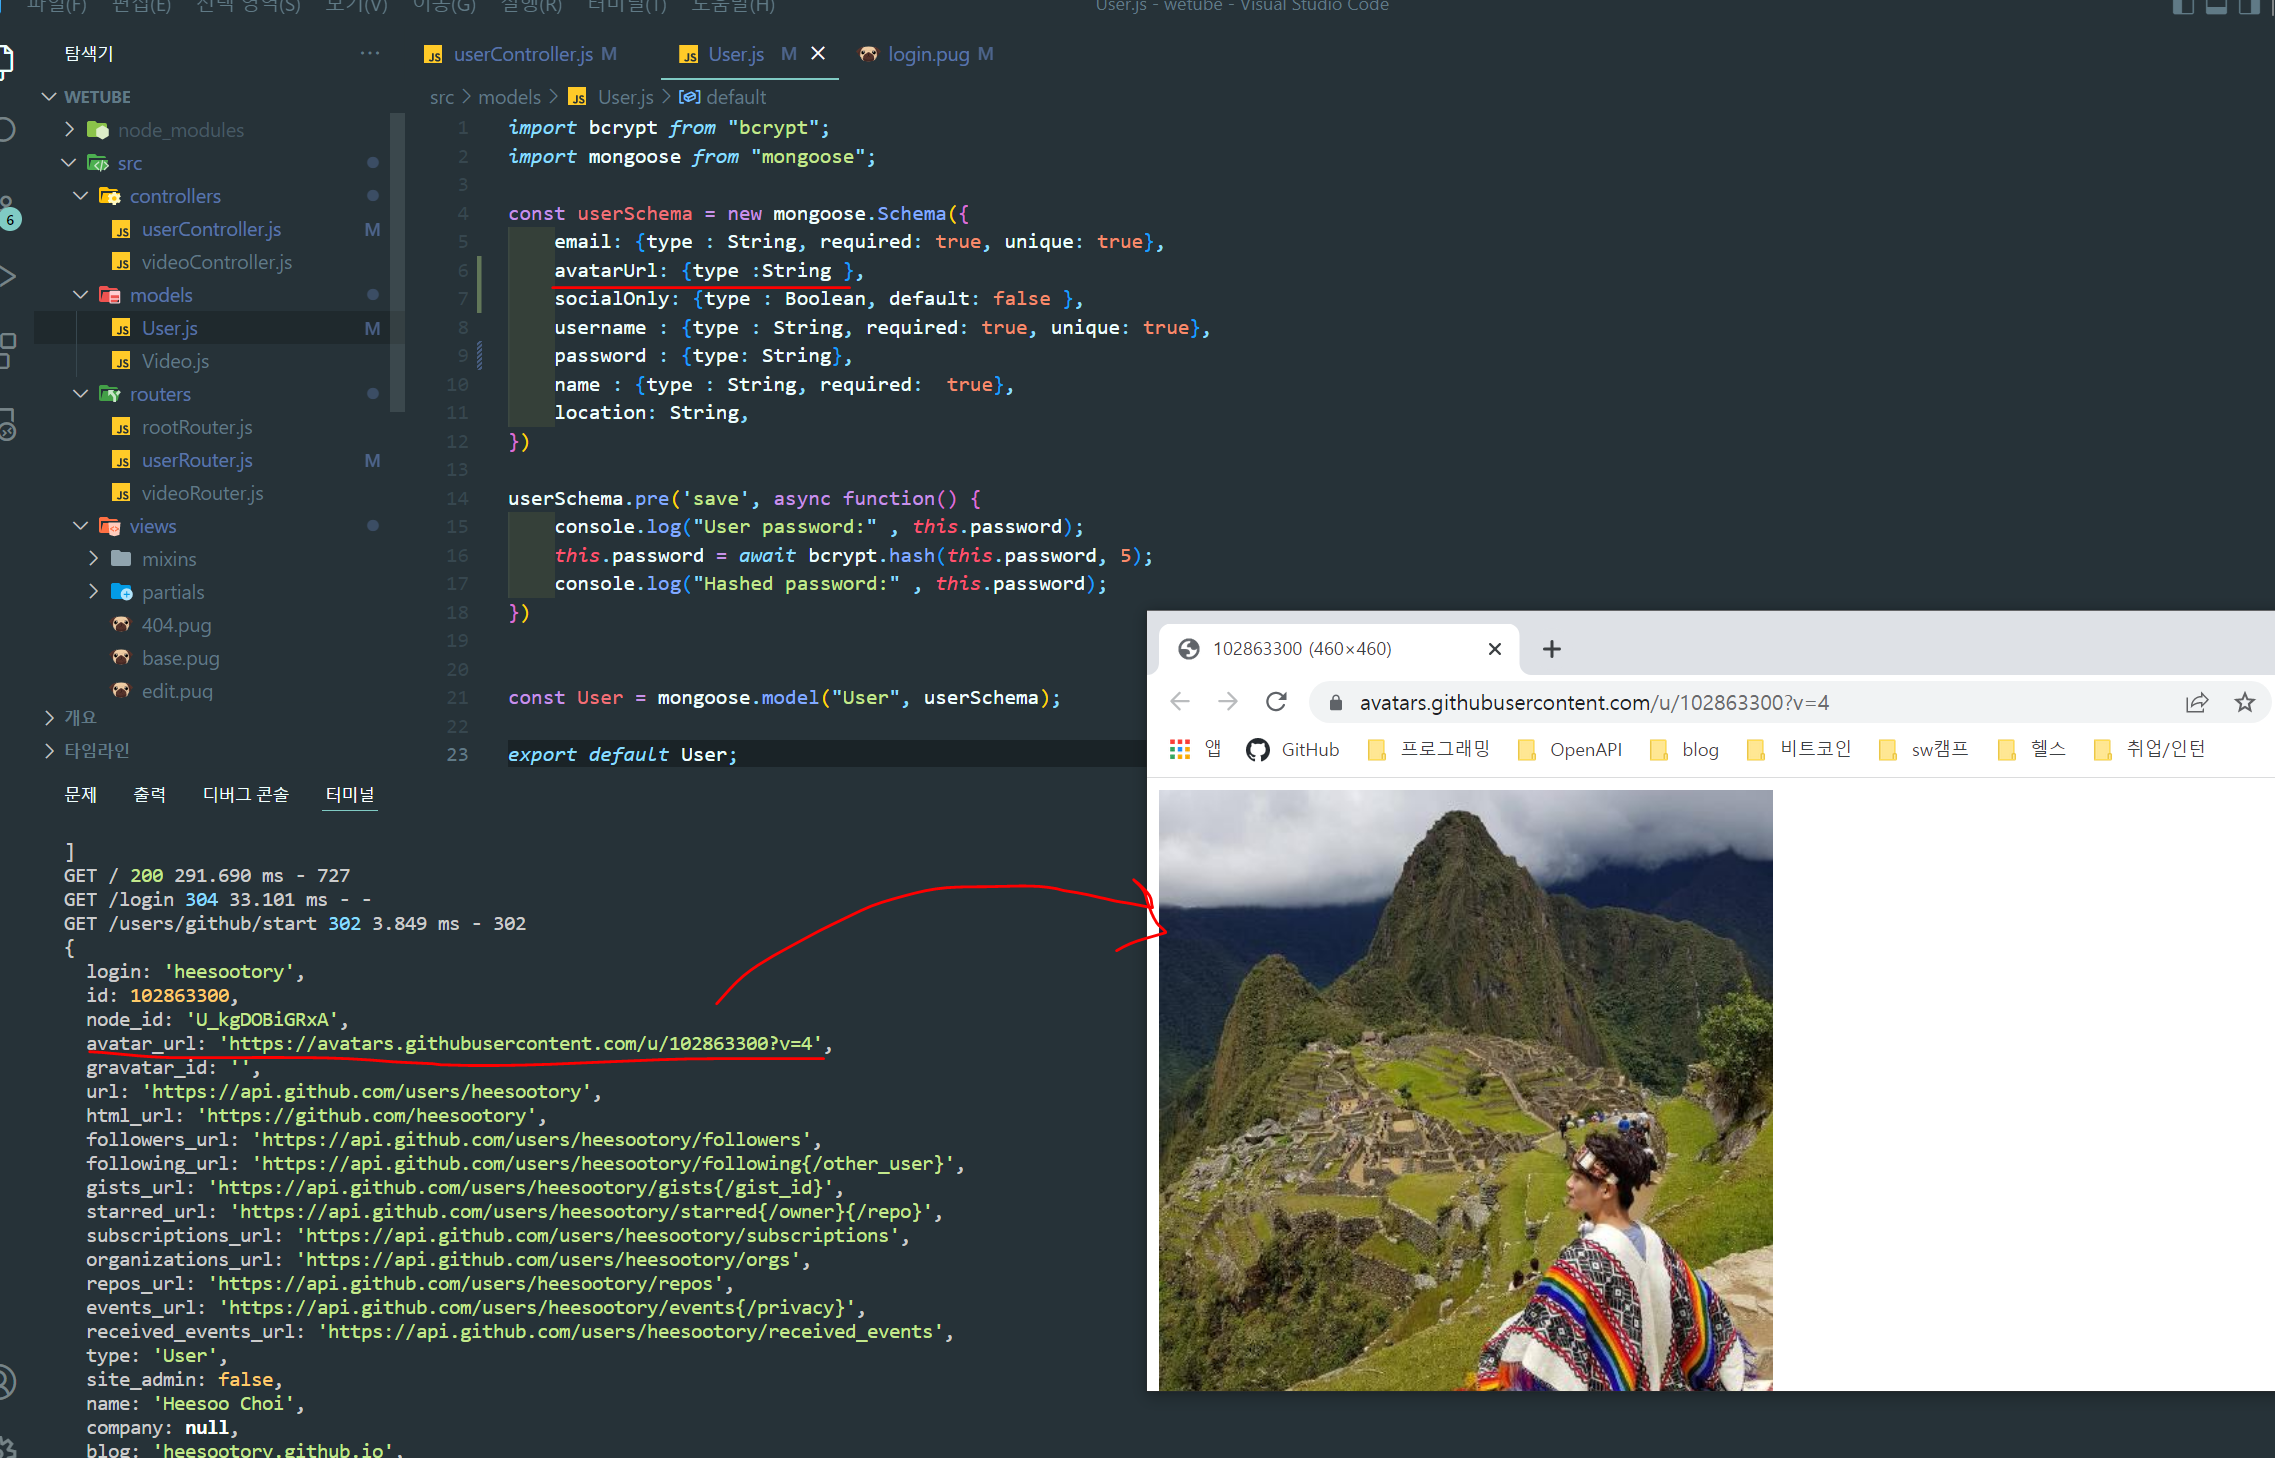 파일(F) 편집(E) 선택 영역(S) 보기(V) 이동(G) 실행(R) 터미널(T) 도움말(H)
User.js - wetube - Visual Studio Code
탐색기
WETUBE
node_modules
src
controllers
userController.js M
videoController.js
models
User.js M
Video.js
routers
rootRouter.js
userRouter.js M
videoRouter.js
views
mixins
partials
404.pug
base.pug
edit.pug
개요
타임라인
6
userController.js M
User.js M
login.pug M
src > models > User.js > default
1 import bcrypt from "bcrypt";
2 import mongoose from "mongoose";
3
4 const userSchema = new mongoose.Schema({
5 email: {type : String, required: true, unique: true},
6 avatarUrl: {type :String },
7 socialOnly: {type : Boolean, default: false },
8 username : {type : String, required: true, unique: true},
9 password : {type: String},
10 name : {type : String, required:  true},
11 location: String,
12 })
13
14 userSchema.pre('save', async function() {
15 console.log("User password:" , this.password);
16 this.password = await bcrypt.hash(this.password, 5);
17 console.log("Hashed password:" , this.password);
18 })
19
20
21 const User = mongoose.model("User", userSchema);
22
23 export default User;
문제 출력 디버그 콘솔 터미널
]
GET / 200 291.690 ms - 727
GET /login 304 33.101 ms - -
GET /users/github/start 302 3.849 ms - 302
{
login: 'heesootory',
id: 102863300,
node_id: 'U_kgDOBiGRxA',
avatar_url: 'https://avatars.githubusercontent.com/u/102863300?v=4',
gravatar_id: '',
url: 'https://api.github.com/users/heesootory',
html_url: 'https://github.com/heesootory',
followers_url: 'https://api.github.com/users/heesootory/followers',
following_url: 'https://api.github.com/users/heesootory/following{/other_user}',
gists_url: 'https://api.github.com/users/heesootory/gists{/gist_id}',
starred_url: 'https://api.github.com/users/heesootory/starred{/owner}{/repo}',
subscriptions_url: 'https://api.github.com/users/heesootory/subscriptions',
organizations_url: 'https://api.github.com/users/heesootory/orgs',
repos_url: 'https://api.github.com/users/heesootory/repos',
events_url: 'https://api.github.com/users/heesootory/events{/privacy}',
received_events_url: 'https://api.github.com/users/heesootory/received_events',
type: 'User',
site_admin: false,
name: 'Heesoo Choi',
company: null,
blog: 'heesootory.github.io',
102863300 (460×460)
avatars.githubusercontent.com/u/102863300?v=4
앱 GitHub 프로그래밍 OpenAPI blog 비트코인 sw캠프 헬스 취업/인턴